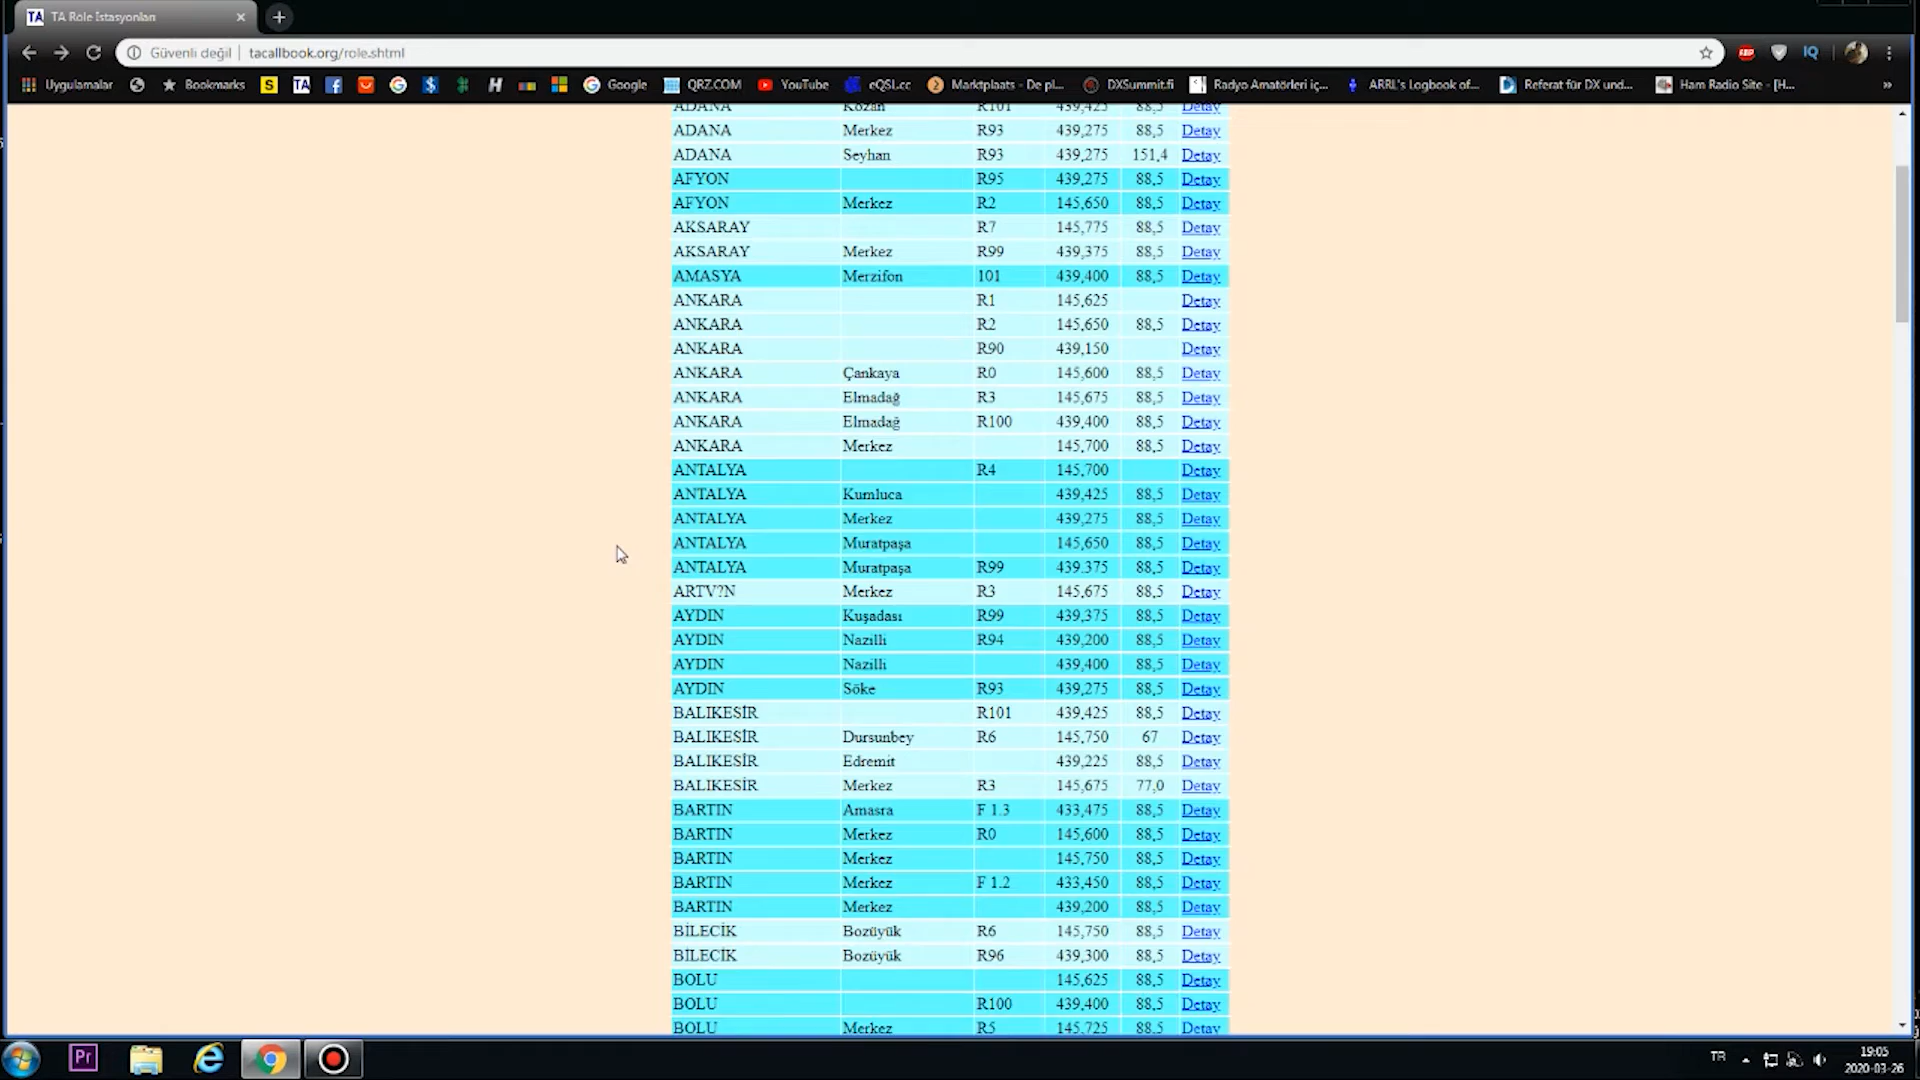 TA Role İstasyonları
Güvenli değil | tacallbook.org/role.shtml
ABP IQ
Uygulamalar Bookmarks S TA Google QRZ.COM YouTube eQSL.cc Marktplaats - De pl... DXSummit.fi Radyo Amatörleri iç... ARRL's Logbook of... Referat für DX und... Ham Radio Site - [H... »
ADANA Kozan R101 439,425 88,5 Detay
ADANA Merkez R93 439,275 88,5 Detay
ADANA Seyhan R93 439,275 151,4 Detay
AFYON R95 439,275 88,5 Detay
AFYON Merkez R2 145,650 88,5 Detay
AKSARAY R7 145,775 88,5 Detay
AKSARAY Merkez R99 439,375 88,5 Detay
AMASYA Merzifon 101 439,400 88,5 Detay
ANKARA R1 145,625 Detay
ANKARA R2 145,650 88,5 Detay
ANKARA R90 439,150 Detay
ANKARA Çankaya R0 145,600 88,5 Detay
ANKARA Elmadağ R3 145,675 88,5 Detay
ANKARA Elmadağ R100 439,400 88,5 Detay
ANKARA Merkez 145,700 88,5 Detay
ANTALYA R4 145,700 Detay
ANTALYA Kumluca 439,425 88,5 Detay
ANTALYA Merkez 439,275 88,5 Detay
ANTALYA Muratpaşa 145,650 88,5 Detay
ANTALYA Muratpaşa R99 439.375 88,5 Detay
ARTV?N Merkez R3 145,675 88,5 Detay
AYDIN Kuşadası R99 439,375 88,5 Detay
AYDIN Nazilli R94 439,200 88,5 Detay
AYDIN Nazilli 439,400 88,5 Detay
AYDIN Söke R93 439,275 88,5 Detay
BALIKESİR R101 439,425 88,5 Detay
BALIKESİR Dursunbey R6 145,750 67 Detay
BALIKESİR Edremit 439,225 88,5 Detay
BALIKESİR Merkez R3 145,675 77,0 Detay
BARTIN Amasra F 1.3 433,475 88,5 Detay
BARTIN Merkez R0 145,600 88,5 Detay
BARTIN Merkez 145,750 88,5 Detay
BARTIN Merkez F 1.2 433,450 88,5 Detay
BARTIN Merkez 439,200 88,5 Detay
BİLECİK Bozüyük R6 145,750 88,5 Detay
BİLECİK Bozüyük R96 439,300 88,5 Detay
BOLU 145,625 88,5 Detay
BOLU R100 439,400 88,5 Detay
BOLU Merkez R5 145,725 88,5 Detay
Pr
TR
19:05
2020-03-26